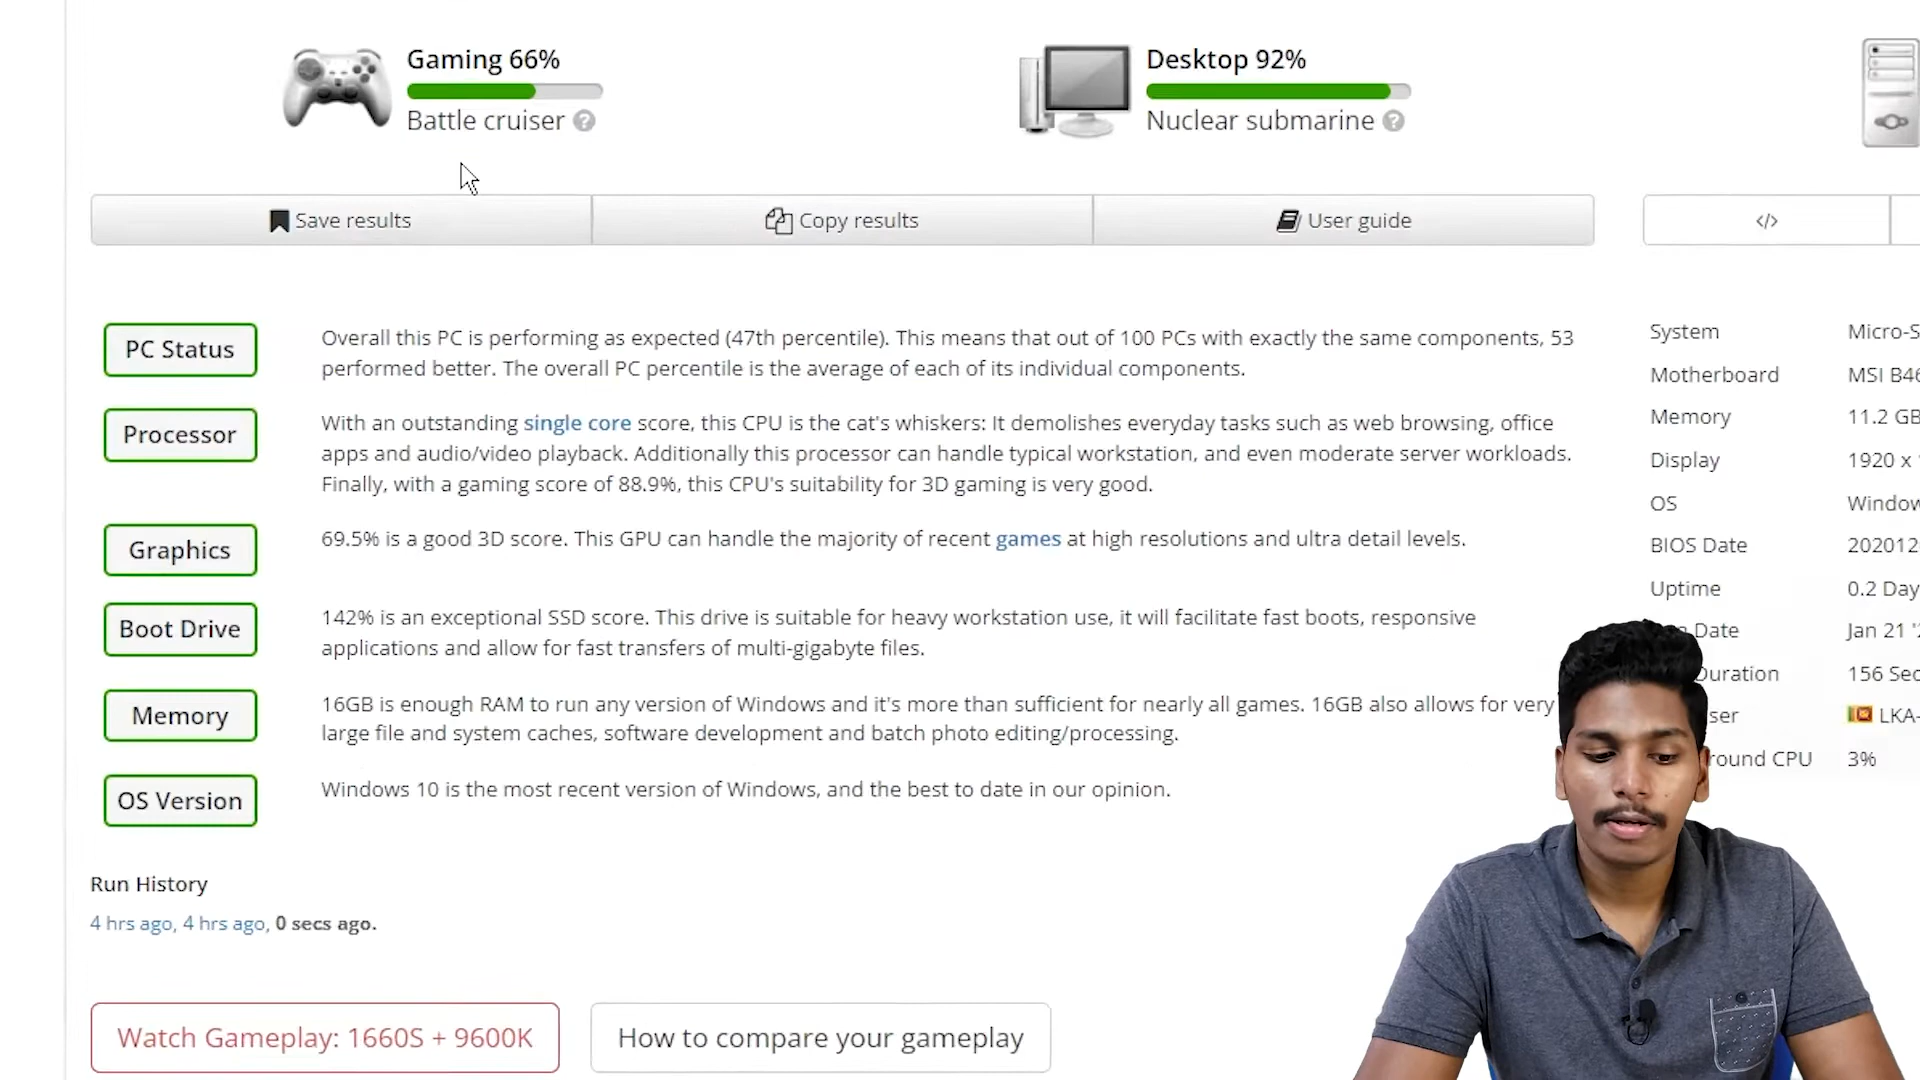 Gaming 66%
Battle cruiser
Desktop 92%
Nuclear submarine
Save results
Copy results
User guide
</>
PC Status
Overall this PC is performing as expected (47th percentile). This means that out of 100 PCs with exactly the same components, 53
performed better. The overall PC percentile is the average of each of its individual components.
Processor
With an outstanding single core score, this CPU is the cat's whiskers: It demolishes everyday tasks such as web browsing, office
apps and audio/video playback. Additionally this processor can handle typical workstation, and even moderate server workloads.
Finally, with a gaming score of 88.9%, this CPU's suitability for 3D gaming is very good.
Graphics
69.5% is a good 3D score. This GPU can handle the majority of recent games at high resolutions and ultra detail levels.
Boot Drive
142% is an exceptional SSD score. This drive is suitable for heavy workstation use, it will facilitate fast boots, responsive
applications and allow for fast transfers of multi-gigabyte files.
Memory
16GB is enough RAM to run any version of Windows and it's more than sufficient for nearly all games. 16GB also allows for very
large file and system caches, software development and batch photo editing/processing.
OS Version
Windows 10 is the most recent version of Windows, and the best to date in our opinion.
Run History
4 hrs ago, 4 hrs ago, 0 secs ago.
Watch Gameplay: 1660S + 9600K
How to compare your gameplay
System Micro-S
Motherboard MSI B46
Memory 11.2 GB
Display 1920 x
OS Window
BIOS Date 202012
Uptime 0.2 Day
Date Jan 21 '2
Duration 156 Sec
ser LKA-
round CPU 3%